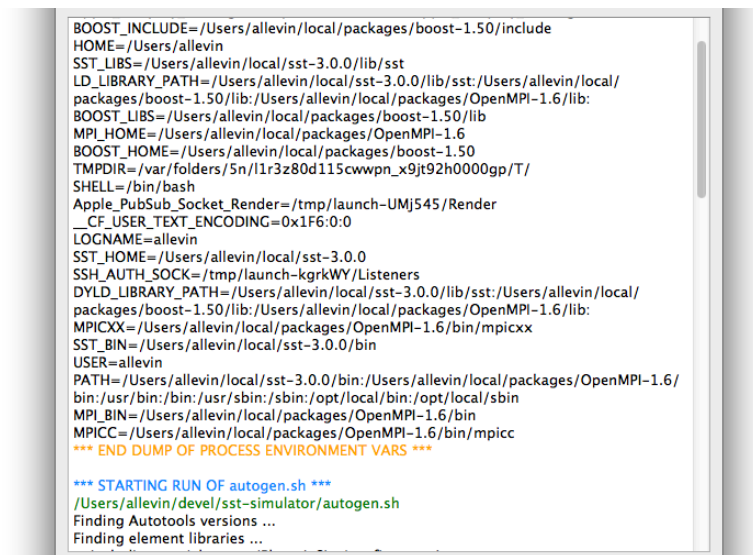 BOOST_INCLUDE=/Users/allevin/local/packages/boost-1.50/include
HOME=/Users/allevin
SST_LIBS=/Users/allevin/local/sst-3.0.0/lib/sst
LD_LIBRARY_PATH=/Users/allevin/local/sst-3.0.0/lib/sst:/Users/allevin/local/
packages/boost-1.50/lib:/Users/allevin/local/packages/OpenMPI-1.6/lib:
BOOST_LIBS=/Users/allevin/local/packages/boost-1.50/lib
MPI_HOME=/Users/allevin/local/packages/OpenMPI-1.6
BOOST_HOME=/Users/allevin/local/packages/boost-1.50
TMPDIR=/var/folders/5n/l1r3z80d115cwwpn_x9jt92h0000gp/T/
SHELL=/bin/bash
Apple_PubSub_Socket_Render=/tmp/launch-UMj545/Render
__CF_USER_TEXT_ENCODING=0x1F6:0:0
LOGNAME=allevin
SST_HOME=/Users/allevin/local/sst-3.0.0
SSH_AUTH_SOCK=/tmp/launch-kgrkWY/Listeners
DYLD_LIBRARY_PATH=/Users/allevin/local/sst-3.0.0/lib/sst:/Users/allevin/local/
packages/boost-1.50/lib:/Users/allevin/local/packages/OpenMPI-1.6/lib:
MPICXX=/Users/allevin/local/packages/OpenMPI-1.6/bin/mpicxx
SST_BIN=/Users/allevin/local/sst-3.0.0/bin
USER=allevin
PATH=/Users/allevin/local/sst-3.0.0/bin:/Users/allevin/local/packages/OpenMPI-1.6/
bin:/usr/bin:/bin:/usr/sbin:/sbin:/opt/local/bin:/opt/local/sbin
MPI_BIN=/Users/allevin/local/packages/OpenMPI-1.6/bin
MPICC=/Users/allevin/local/packages/OpenMPI-1.6/bin/mpicc
*** END DUMP OF PROCESS ENVIRONMENT VARS ***
*** STARTING RUN OF autogen.sh ***
/Users/allevin/devel/sst-simulator/autogen.sh
Finding Autotools versions ...
Finding element libraries ...